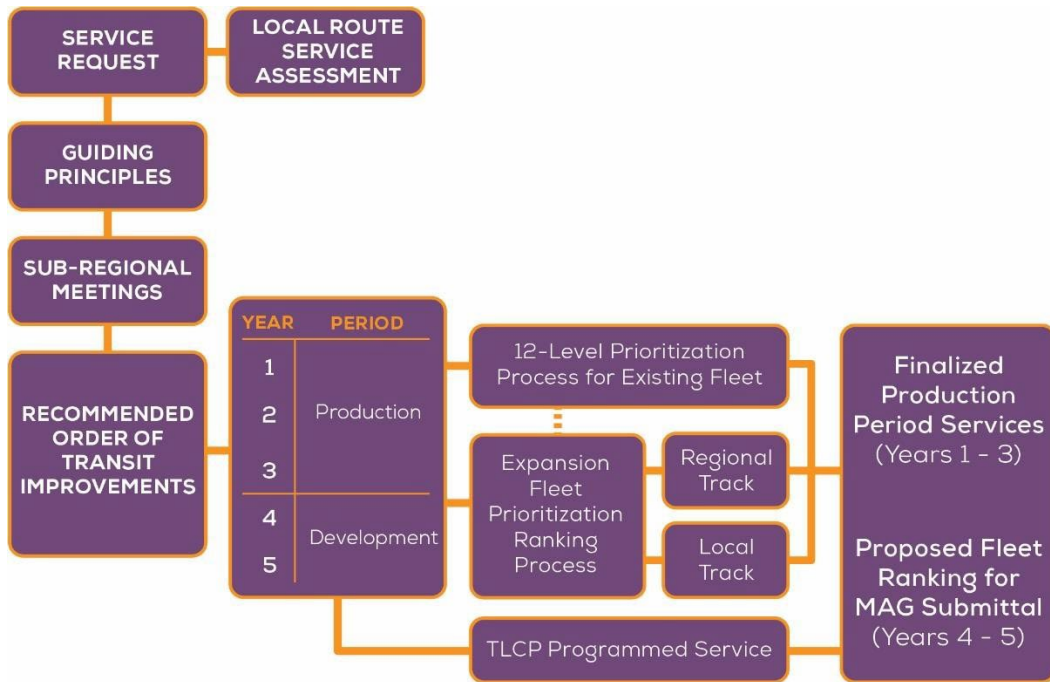 SERVICE
REQUEST
LOCAL ROUTE
SERVICE
ASSESSMENT
GUIDING
PRINCIPLES
SUB-REGIONAL
MEETINGS
RECOMMENDED
ORDER OF
TRANSIT
IMPROVEMENTS
YEAR PERIOD
1
2
3
Production
4
5
Development
12-Level Prioritization
Process for Existing Fleet
Expansion
Fleet
Prioritization
Ranking
Process
Regional
Track
Local
Track
TLCP Programmed Service
Finalized
Production
Period Services
(Years 1 - 3)
Proposed Fleet
Ranking for
MAG Submittal
(Years 4 - 5)